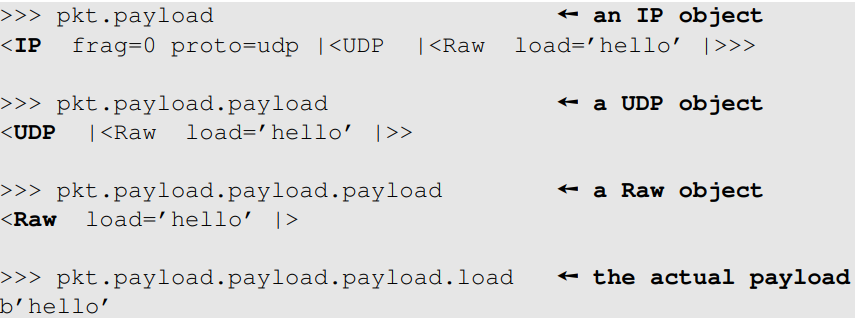 >>> pkt.payload ← an IP object
<IP  frag=0 proto=udp |<UDP  |<Raw  load=’hello’ |>>>
>>> pkt.payload.payload ← a UDP object
<UDP  |<Raw  load=’hello’ |>>
>>> pkt.payload.payload.payload ← a Raw object
<Raw  load=’hello’ |>
>>> pkt.payload.payload.payload.load ← the actual payload
b’hello’